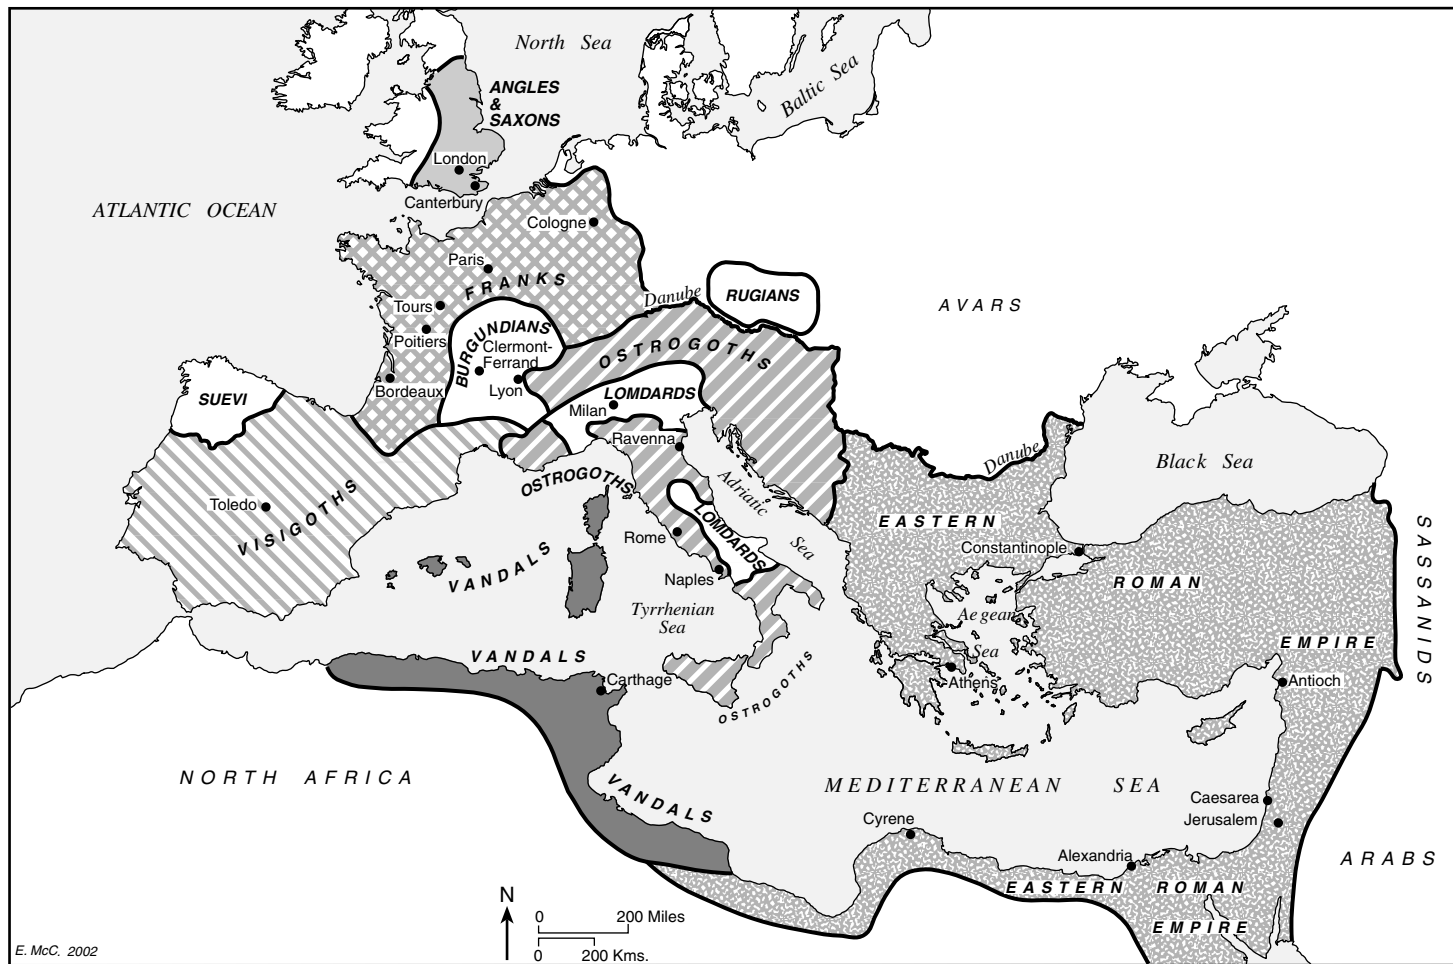 North Sea
Baltic Sea
ANGLES
&
SAXONS
London
Canterbury
ATLANTIC OCEAN
Cologne
Paris
FRANKS
Tours
Poitiers
Danube
RUGIANS
AVARS
BURGUNDIANS
Clermont-
Ferrand
Lyon
OSTROGOTHS
Bordeaux
SUEVI
LOMDARDS
Milan
Ravenna
Danube
Black Sea
OSTROGOTHS
Adriatic
Sea
Toledo
VISIGOTHS
LOMDARDS
Rome
EASTERN
Constantinople
SASSANIDS
VANDALS
Naples
ROMAN
Tyrrhenian
Sea
Aegean
Sea
EMPIRE
VANDALS
Carthage
OSTROGOTHS
Athens
Antioch
NORTH AFRICA
VANDALS
MEDITERRANEAN SEA
Caesarea
Jerusalem
Cyrene
Alexandria
ARABS
EASTERN
ROMAN
EMPIRE
N
0 200 Miles
0 200 Kms.
E. McC. 2002